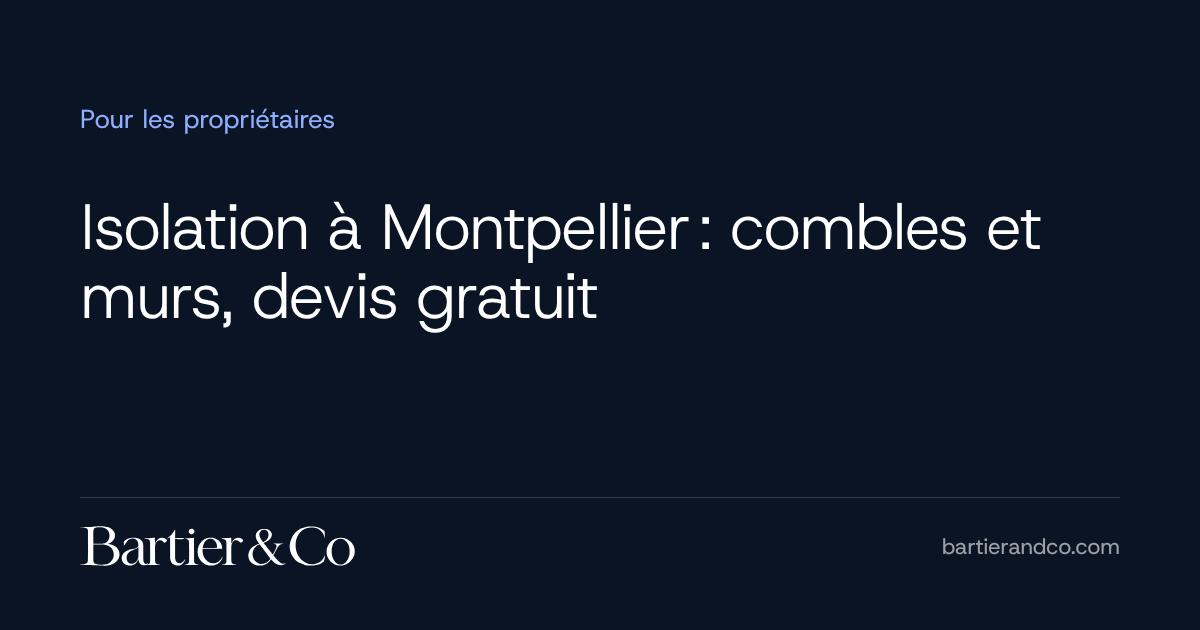 Pour les propriétaires
Isolation à Montpellier : combles et
murs, devis gratuit
Bartier & Co
bartierandco.com